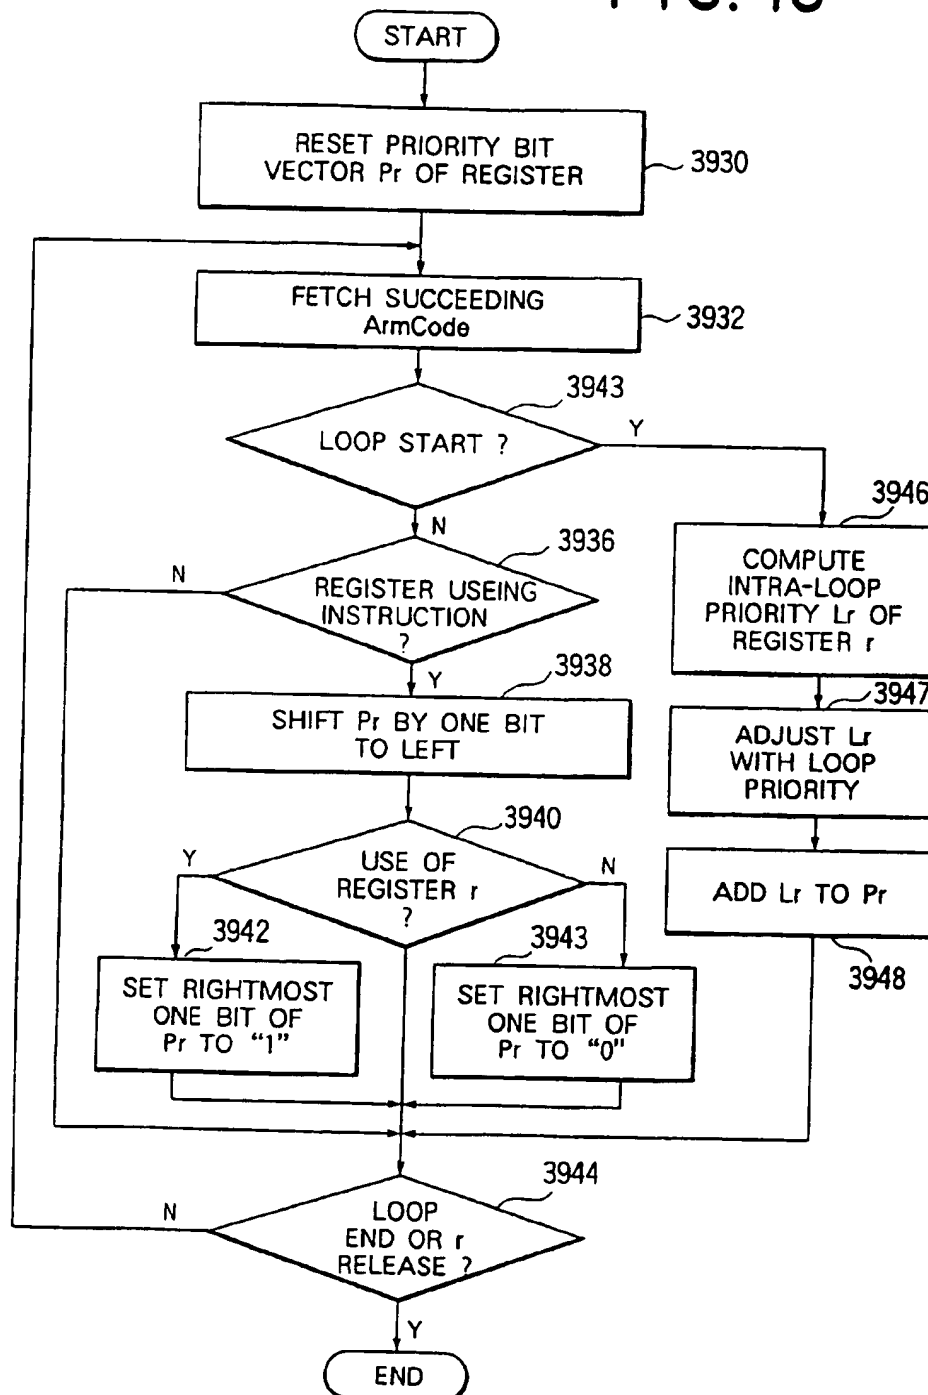 START
RESET PRIORITY BIT
VECTOR Pr OF REGISTER
3930
FETCH SUCCEEDING
ArmCode
3932
3943
LOOP START ?
Y
N
3946
COMPUTE
INTRA-LOOP
PRIORITY Lr OF
REGISTER r
3936
N
REGISTER USEING
INSTRUCTION
?
Y
3938
SHIFT Pr BY ONE BIT
TO LEFT
3947
ADJUST Lr
WITH LOOP
PRIORITY
3940
Y
USE OF
REGISTER r
?
N
ADD Lr TO Pr
3948
3942
SET RIGHTMOST
ONE BIT OF
Pr TO “1”
3943
SET RIGHTMOST
ONE BIT OF
Pr TO “0”
3944
N
LOOP
END OR r
RELEASE ?
Y
END